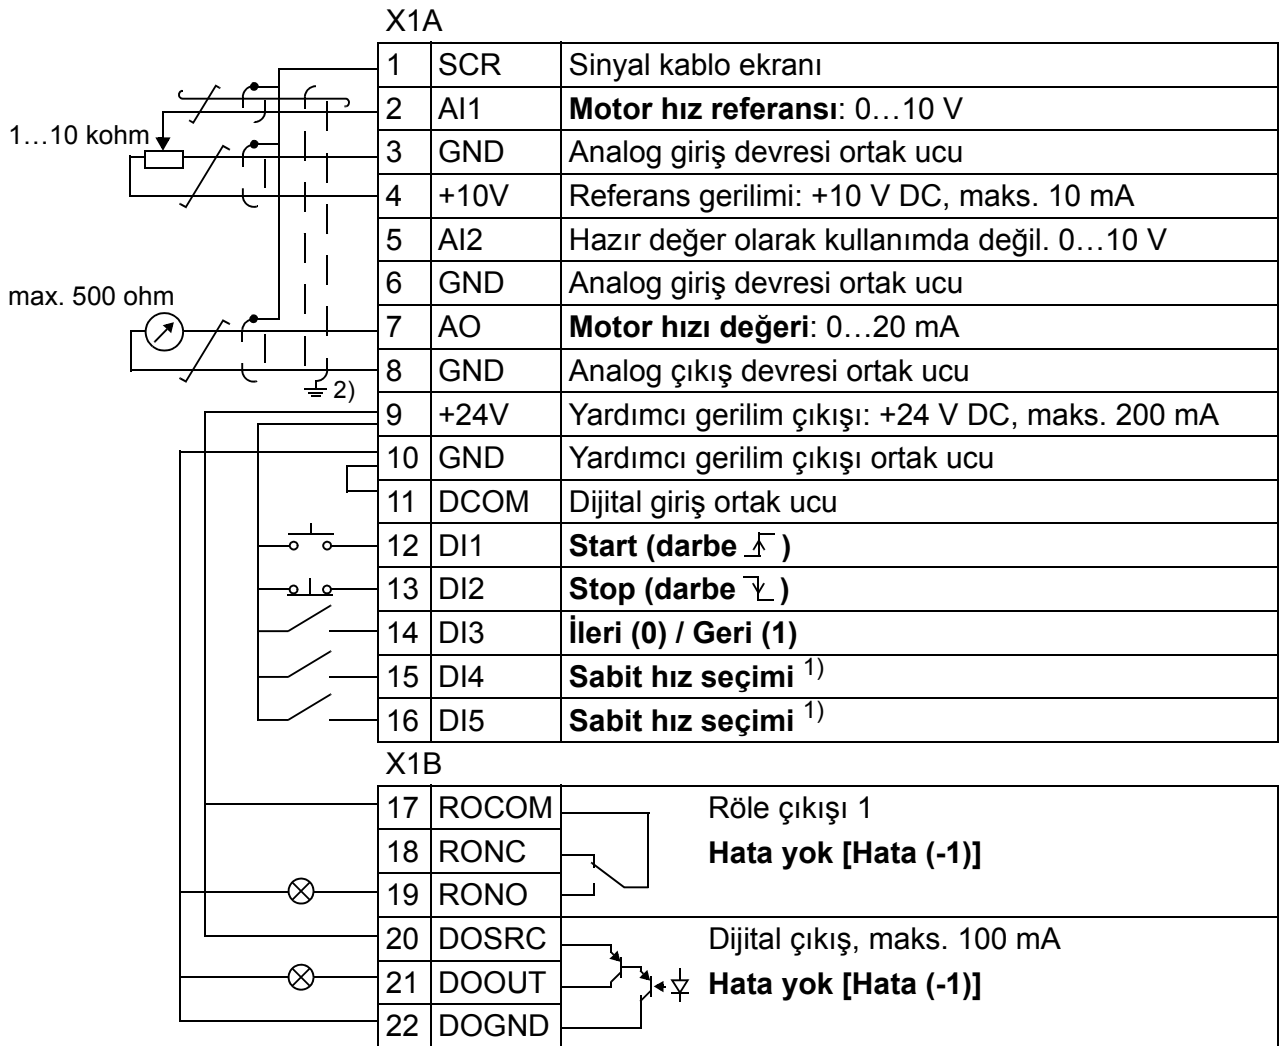 X1A
1 SCR Sinyal kablo ekranı
2 AI1 Motor hız referansı: 0…10 V
1…10 kohm
3 GND Analog giriş devresi ortak ucu
4 +10V Referans gerilimi: +10 V DC, maks. 10 mA
5 AI2 Hazır değer olarak kullanımda değil. 0…10 V
6 GND Analog giriş devresi ortak ucu
max. 500 ohm
7 AO Motor hızı değeri: 0…20 mA
8 GND Analog çıkış devresi ortak ucu
2)
9 +24V Yardımcı gerilim çıkışı: +24 V DC, maks. 200 mA
10 GND Yardımcı gerilim çıkışı ortak ucu
11 DCOM Dijital giriş ortak ucu
12 DI1 Start (darbe )
13 DI2 Stop (darbe )
14 DI3 İleri (0) / Geri (1)
15 DI4 Sabit hız seçimi 1)
16 DI5 Sabit hız seçimi 1)
X1B
17 ROCOM Röle çıkışı 1
18 RONC Hata yok [Hata (-1)]
19 RONO
20 DOSRC Dijital çıkış, maks. 100 mA
21 DOOUT Hata yok [Hata (-1)]
22 DOGND